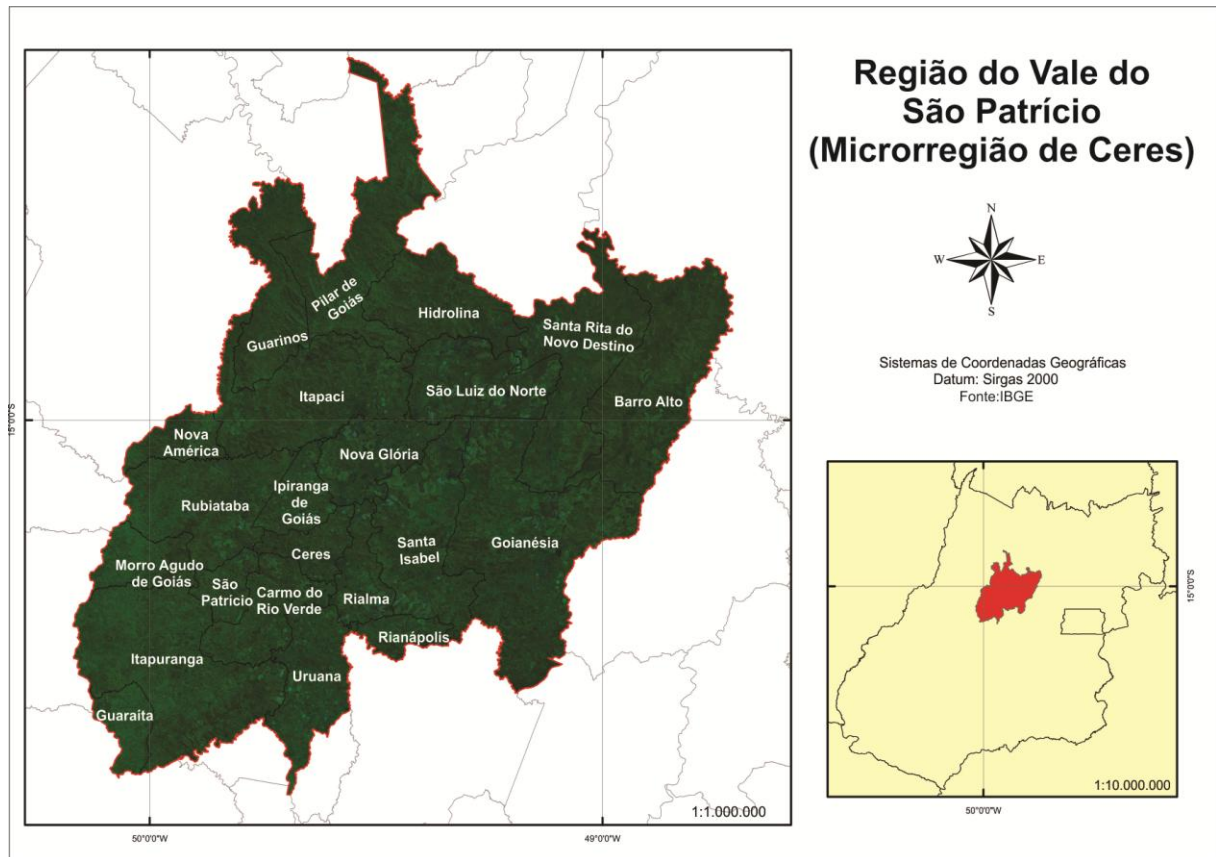 Região do Vale do
São Patrício
(Microrregião de Ceres)
N
W
E
S
Sistemas de Coordenadas Geográficas
Datum: Sirgas 2000
Fonte:IBGE
Pilar de
Goiás
Hidrolina
Guarinos
Santa Rita do
Novo Destino
Itapaci
São Luiz do Norte
Barro Alto
15°0'0"S
Nova
América
Nova Glória
Rubiataba
Ipiranga
de
Goiás
Ceres
Santa
Isabel
Goianésia
Morro Agudo
de Goiás
São
Patrício
Carmo do
Rio Verde
Rialma
Rianápolis
Itapuranga
Uruana
Guaraíta
1:1.000.000
50°0'0"W
49°0'0"W
15°0'0"S
1:10.000.000
50°0'0"W